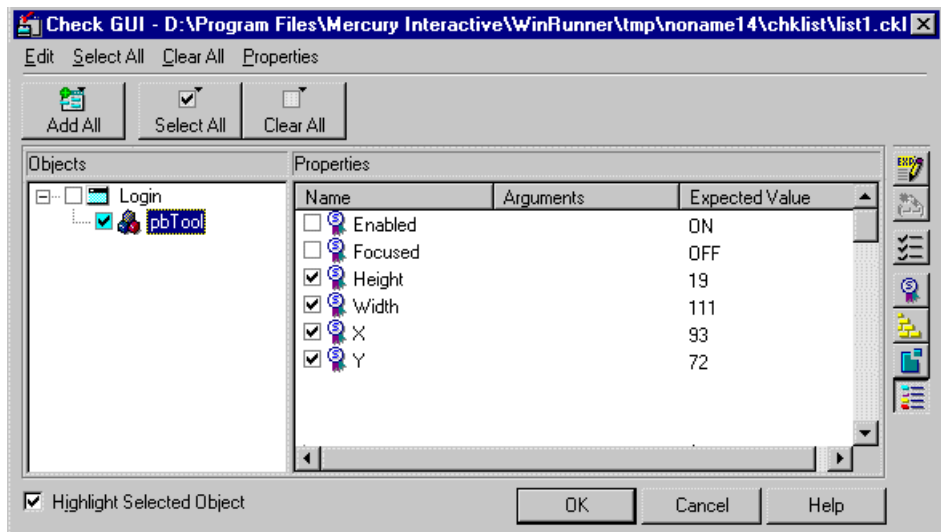 Check GUI - D:\Program Files\Mercury Interactive\WinRunner\tmp\noname14\chklist\list1.ckl
Edit Select All Clear All Properties
Add All Select All Clear All
Objects Properties
Login
pbTool
Name Arguments Expected Value
Enabled ON
Focused OFF
Height 19
Width 111
X 93
Y 72
Highlight Selected Object OK Cancel Help